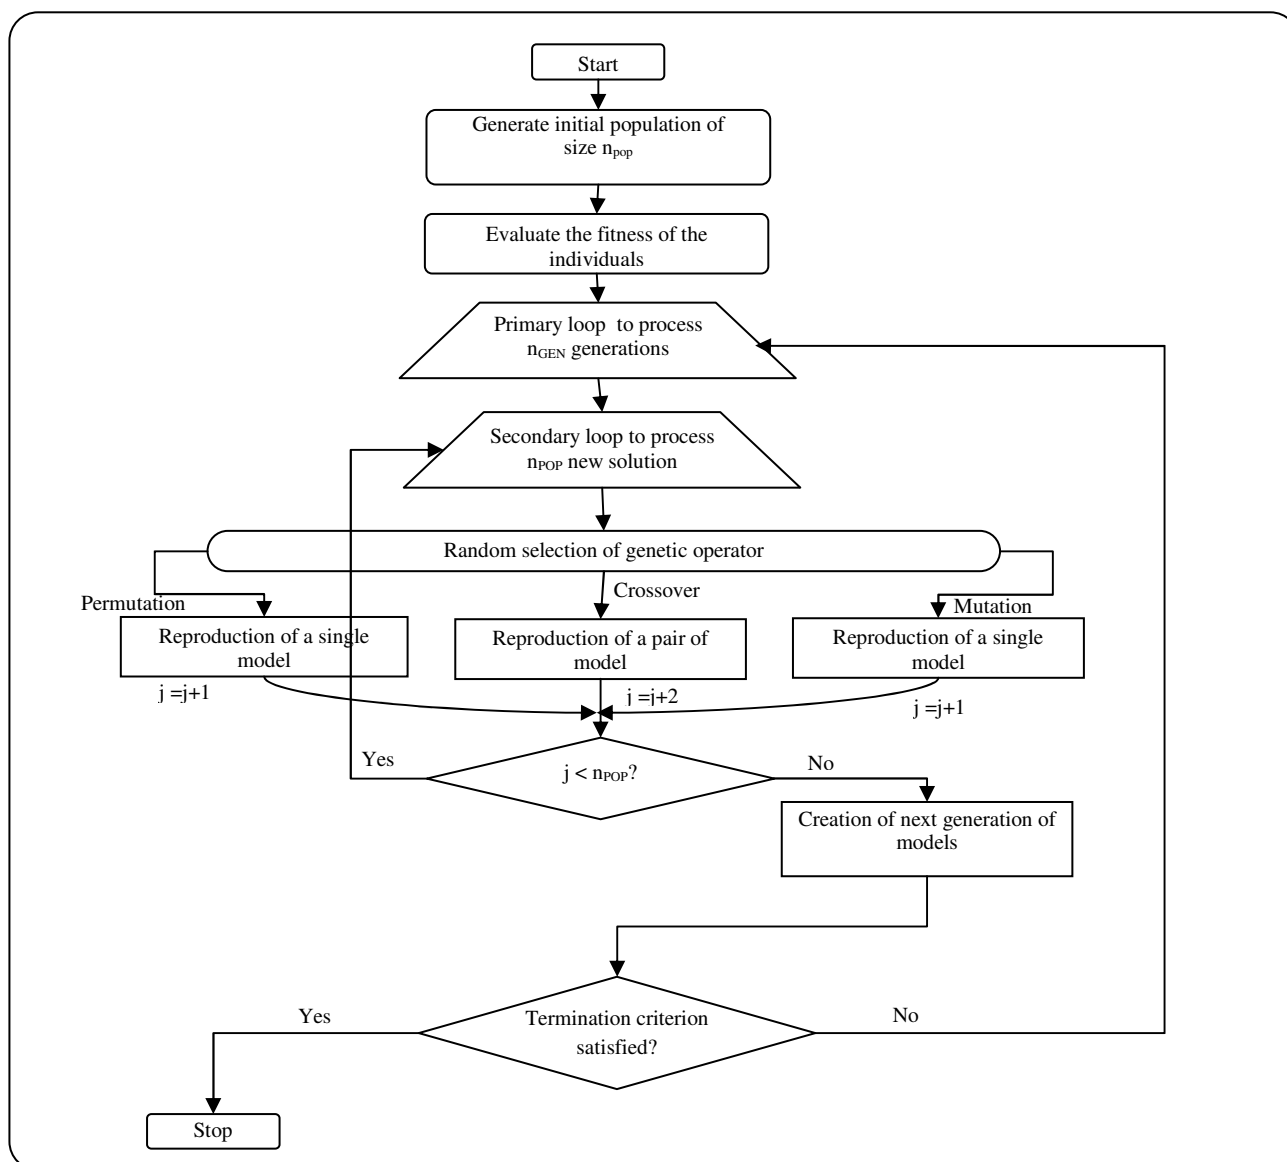 Start
Generate initial population of
size npop
Evaluate the fitness of the
individuals
Primary loop to process
nGEN generations
Secondary loop to process
nPOP new solution
Random selection of genetic operator
Permutation
Crossover
Mutation
Reproduction of a single
model
Reproduction of a pair of
model
Reproduction of a single
model
j =j+1
j =j+2
j =j+1
Yes
j < nPOP?
No
Creation of next generation of
models
Yes
Termination criterion
satisfied?
No
Stop